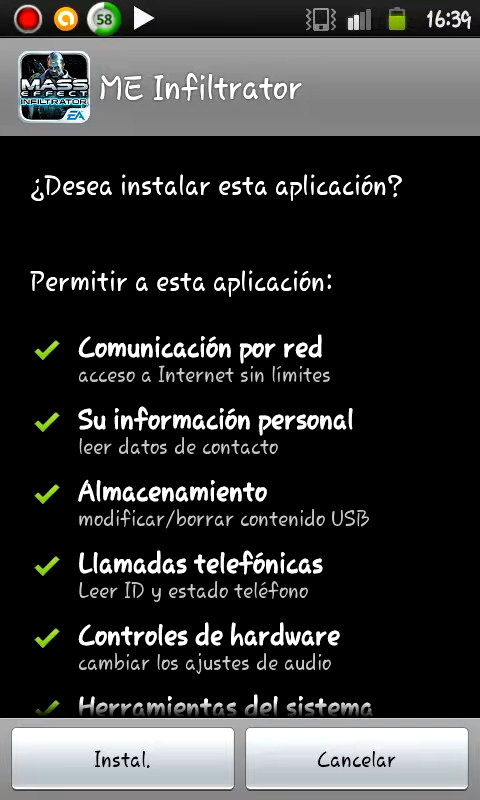 58
16:39
MASS
EFFECT
INFILTRATOR
EA
ME Infiltrator
¿Desea instalar esta aplicación?
Permitir a esta aplicación:
Comunicación por red
acceso a Internet sin límites
Su información personal
leer datos de contacto
Almacenamiento
modificar/borrar contenido USB
Llamadas telefónicas
Leer ID y estado teléfono
Controles de hardware
cambiar los ajustes de audio
Herramientas del sistema
Instal.
Cancelar